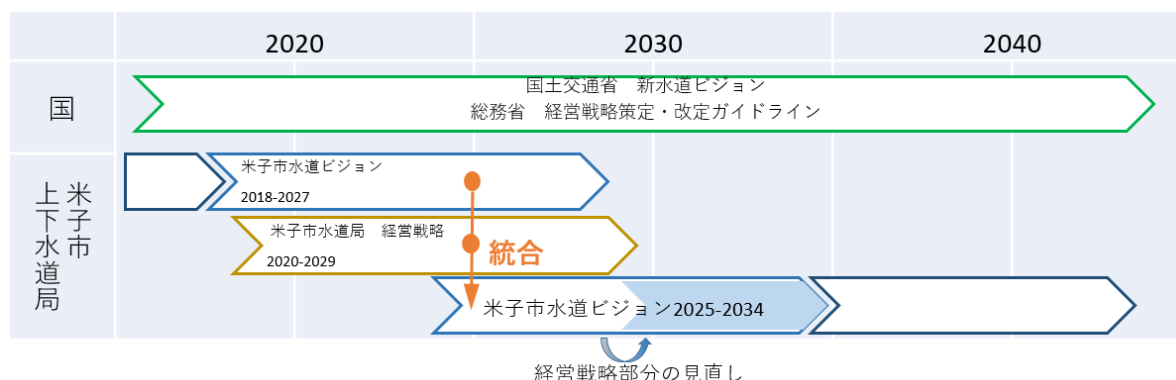 2020 2030 2040
国
国土交通省　新水道ビジョン
総務省　経営戦略策定・改定ガイドライン
米子市
上下水道局
米子市水道ビジョン
2018-2027
米子市水道局　経営戦略
2020-2029
統合
米子市水道ビジョン2025-2034
経営戦略部分の見直し